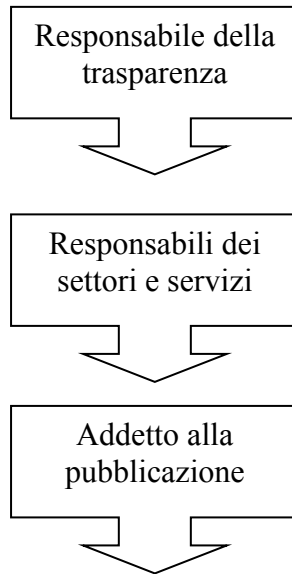 Responsabile della
trasparenza
Responsabili dei
settori e servizi
Addetto alla
pubblicazione